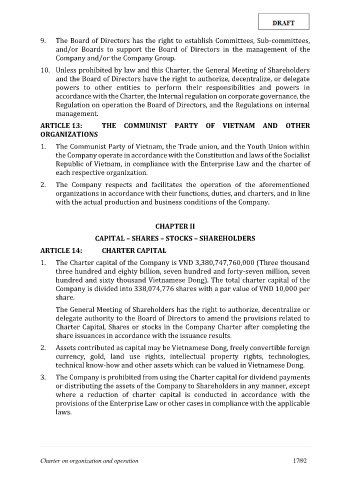 DRAFT
9. The Board of Directors has the right to establish Committees, Sub-committees,
and/or Boards to support the Board of Directors in the management of the
Company and/or the Company Group.
10. Unless prohibited by law and this Charter, the General Meeting of Shareholders
and the Board of Directors have the right to authorize, decentralize, or delegate
powers to other entities to perform their responsibilities and powers in
accordance with the Charter, the Internal regulation on corporate governance, the
Regulation on operation the Board of Directors, and the Regulations on internal
management.
ARTICLE 13: THE COMMUNIST PARTY OF VIETNAM AND OTHER
ORGANIZATIONS
1. The Communist Party of Vietnam, the Trade union, and the Youth Union within
the Company operate in accordance with the Constitution and laws of the Socialist
Republic of Vietnam, in compliance with the Enterprise Law and the charter of
each respective organization.
2. The Company respects and facilitates the operation of the aforementioned
organizations in accordance with their functions, duties, and charters, and in line
with the actual production and business conditions of the Company.
CHAPTER II
CAPITAL – SHARES – STOCKS – SHAREHOLDERS
ARTICLE 14: CHARTER CAPITAL
1. The Charter capital of the Company is VND 3,380,747,760,000 (Three thousand
three hundred and eighty billion, seven hundred and forty-seven million, seven
hundred and sixty thousand Vietnamese Dong). The total charter capital of the
Company is divided into 338,074,776 shares with a par value of VND 10,000 per
share.
The General Meeting of Shareholders has the right to authorize, decentralize or
delegate authority to the Board of Directors to amend the provisions related to
Charter Capital, Shares or stocks in the Company Charter after completing the
share issuances in accordance with the issuance results.
2. Assets contributed as capital may be Vietnamese Dong, freely convertible foreign
currency, gold, land use rights, intellectual property rights, technologies,
technical know-how and other assets which can be valued in Vietnamese Dong.
3. The Company is prohibited from using the Charter capital for dividend payments
or distributing the assets of the Company to Shareholders in any manner, except
where a reduction of charter capital is conducted in accordance with the
provisions of the Enterprise Law or other cases in compliance with the applicable
laws.
Charter on organization and operation 17/92